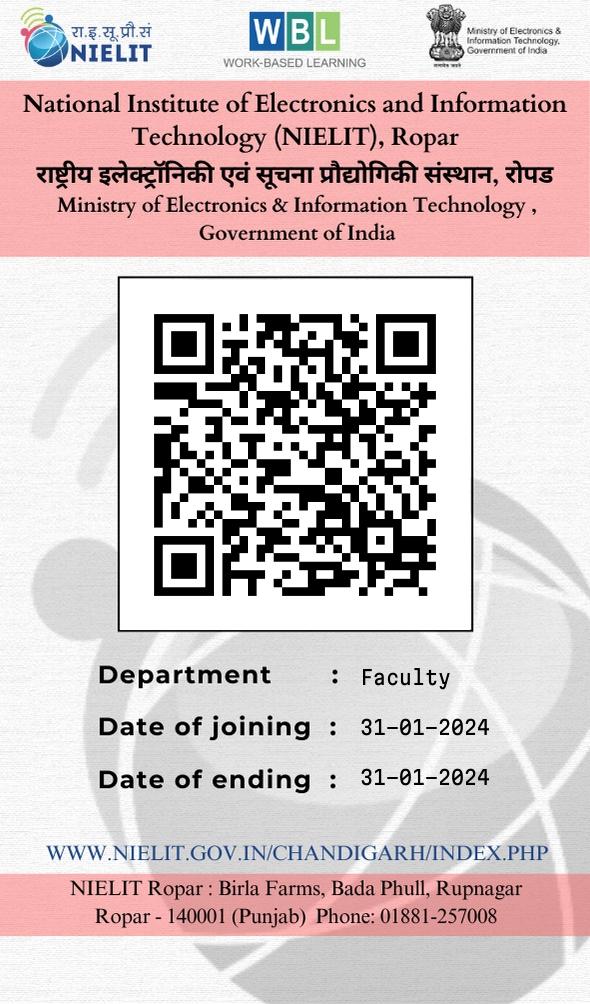 रा.इ.सू.प्रौ.सं
NIELIT
WBL
WORK-BASED LEARNING
Ministry of Electronics &
Information Technology,
Government of India
सत्यमेव जयते
National Institute of Electronics and Information
Technology (NIELIT), Ropar
राष्ट्रीय इलेक्ट्रॉनिकी एवं सूचना प्रौद्योगिकी संस्थान, रोपड
Ministry of Electronics & Information Technology ,
Government of India
Department : Faculty
Date of joining : 31-01-2024
Date of ending : 31-01-2024
WWW.NIELIT.GOV.IN/CHANDIGARH/INDEX.PHP
NIELIT Ropar : Birla Farms, Bada Phull, Rupnagar
Ropar - 140001 (Punjab) Phone: 01881-257008